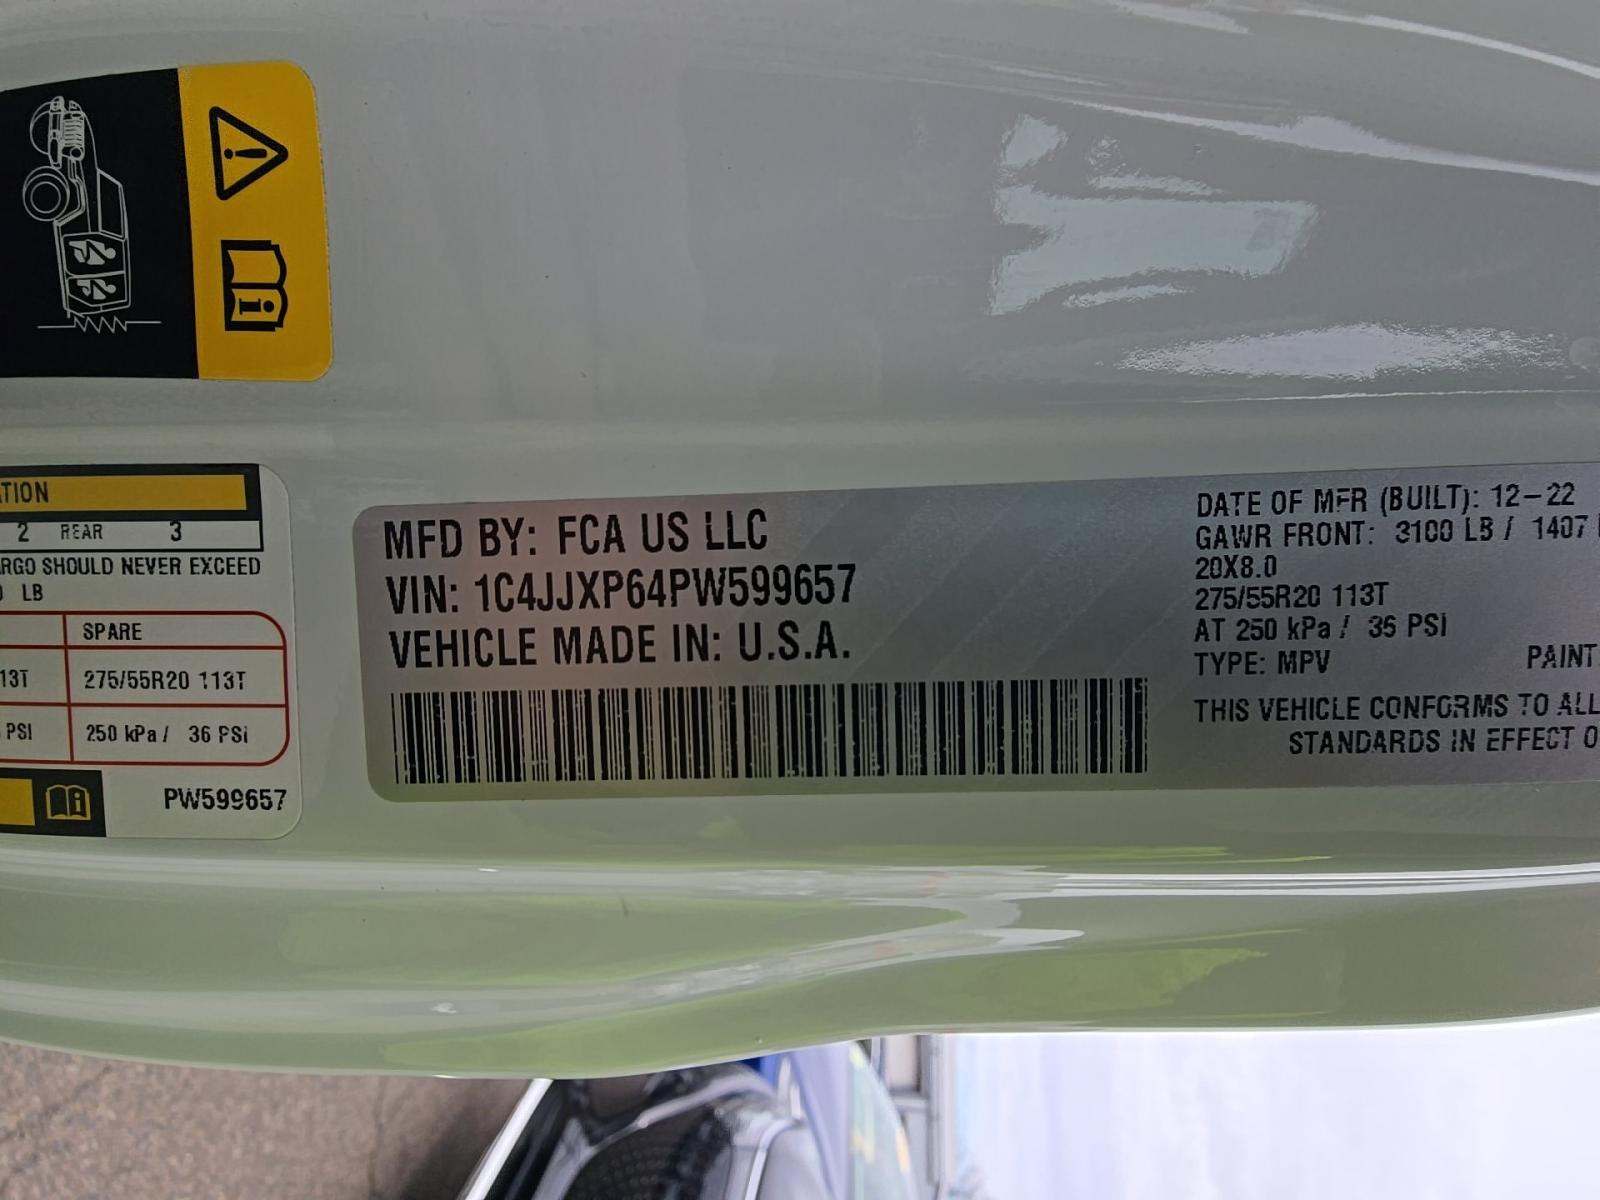 ATION
2 REAR 3
ARGO SHOULD NEVER EXCEED
LB
SPARE
13T 275/55R20 113T
PSI 250 kPa / 36 PSI
PW599657
MFD BY: FCA US LLC
VIN: 1C4JJXP64PW599657
VEHICLE MADE IN: U.S.A.
DATE OF MFR (BUILT): 12-22
GAWR FRONT: 3100 LB / 1407
20X8.0
275/55R20 113T
AT 250 kPa / 36 PSI
TYPE: MPV PAINT
THIS VEHICLE CONFORMS TO ALL
STANDARDS IN EFFECT O